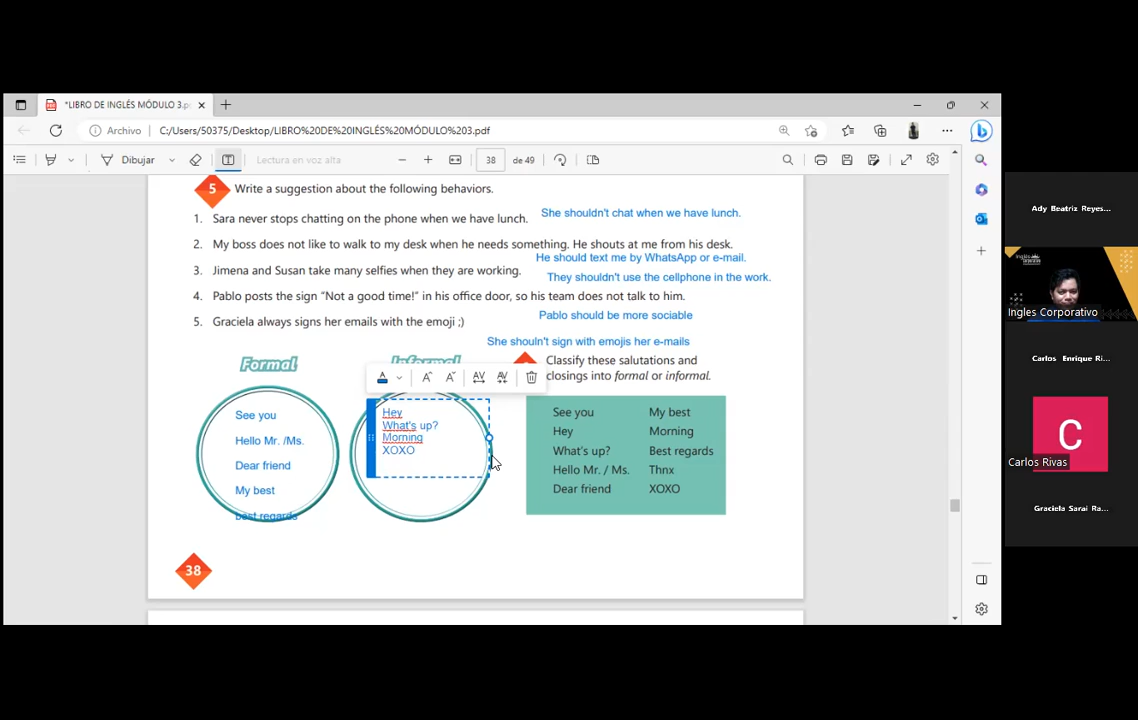 *LIBRO DE INGLÉS MÓDULO 3.p
Archivo
C:/Users/50375/Desktop/LIBRO%20DE%20INGLÉS%20MÓDULO%203.pdf
Dibujar
Lectura en voz alta
38
de 49
5 Write a suggestion about the following behaviors.
1. Sara never stops chatting on the phone when we have lunch.
She shouldn't chat when we have lunch.
2. My boss does not like to walk to my desk when he needs something. He shouts at me from his desk.
He should text me by WhatsApp or e-mail.
3. Jimena and Susan take many selfies when they are working.
They shouldn't use the cellphone in the work.
4. Pablo posts the sign “Not a good time!” in his office door, so his team does not talk to him.
Pablo should be more sociable
5. Graciela always signs her emails with the emoji ;)
She shouln't sign with emojis her e-mails
Formal
Informal
Classify these salutations and
closings into formal or informal.
See you
Hello Mr. /Ms.
Dear friend
My best
best regards
Hey
What's up?
Morning
XOXO
See you
Hey
What's up?
Hello Mr. / Ms.
Dear friend
My best
Morning
Best regards
Thnx
XOXO
38
Ady Beatriz Reyes...
Ingles Corporativo
Carlos Enrique Ri...
C
Carlos Rivas
Graciela Sarai Ra...